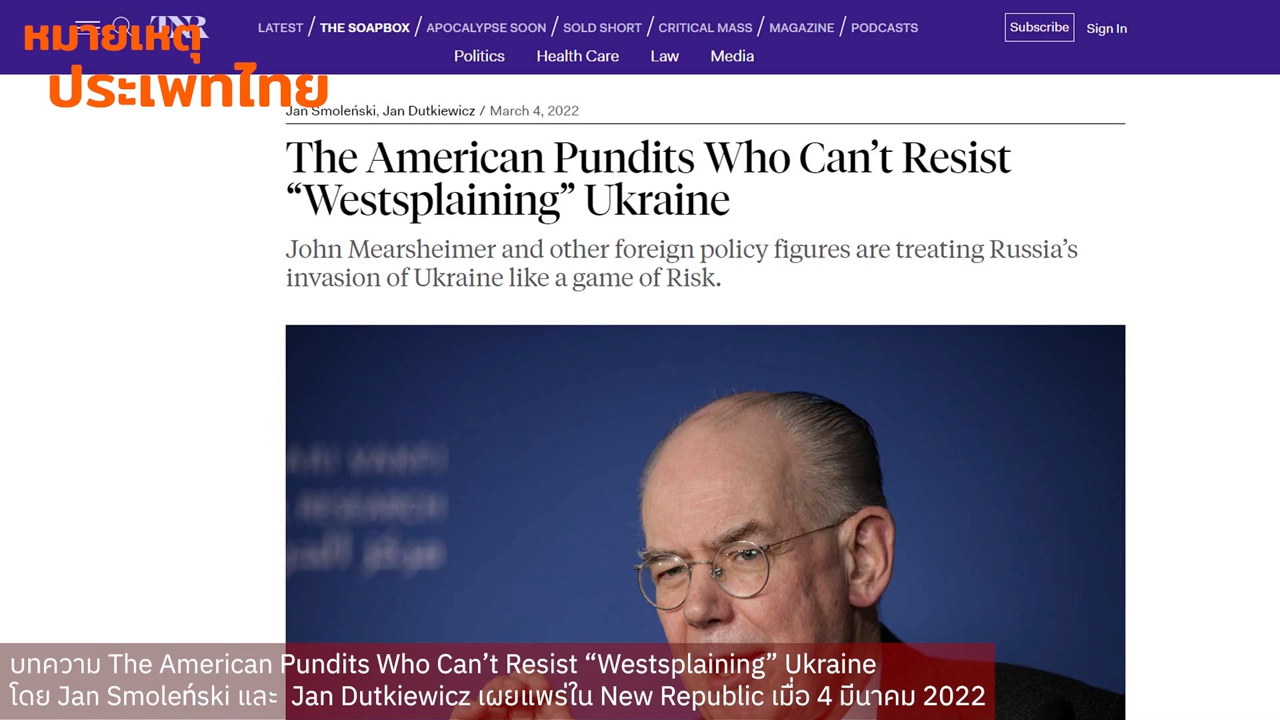 หมายเหตุ
ประเพทไทย
TNR
LATEST / THE SOAPBOX / APOCALYPSE SOON / SOLD SHORT / CRITICAL MASS / MAGAZINE / PODCASTS
Subscribe
Sign In
Politics
Health Care
Law
Media
Jan Smoleński, Jan Dutkiewicz / March 4, 2022
The American Pundits Who Can’t Resist
“Westsplaining” Ukraine
John Mearsheimer and other foreign policy figures are treating Russia’s
invasion of Ukraine like a game of Risk.
RESEARCH
บทความ The American Pundits Who Can’t Resist “Westsplaining” Ukraine
โดย Jan Smoleński และ Jan Dutkiewicz เผยแพร่ใน New Republic เมื่อ 4 มีนาคม 2022